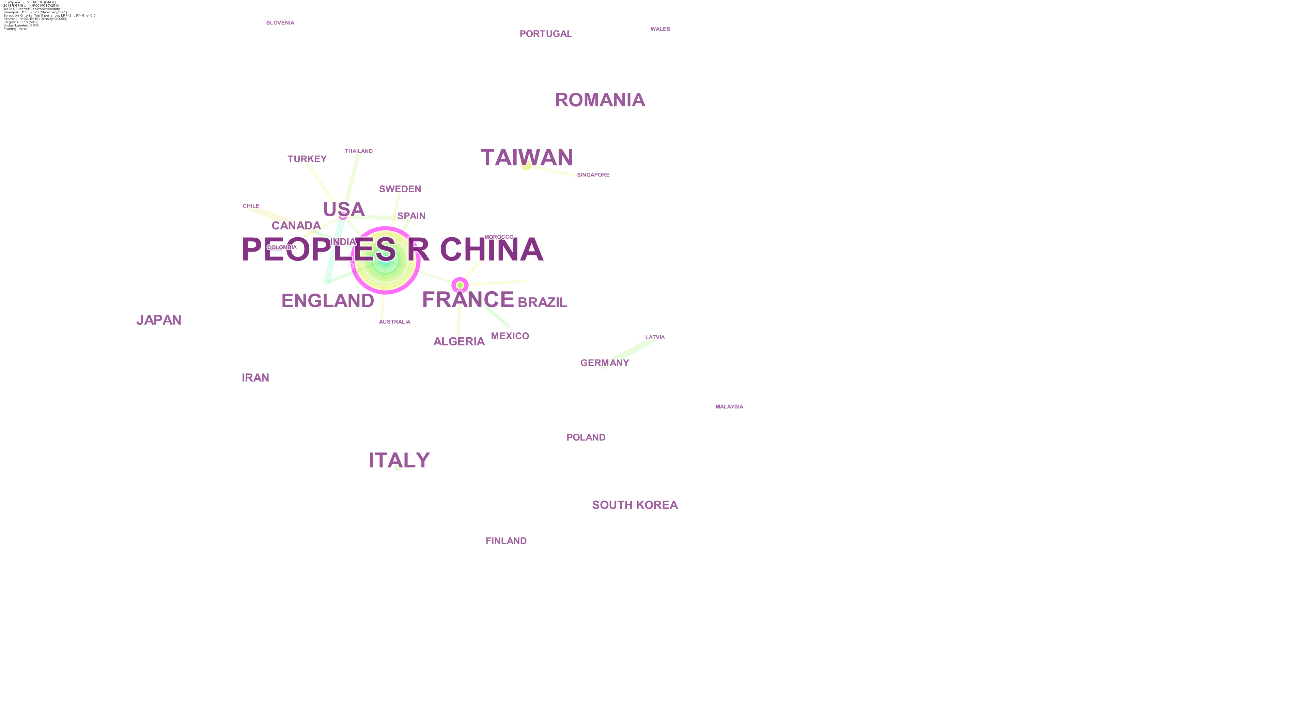 SLOVENIA
WALES
PORTUGAL
ROMANIA
TAIWAN
THAILAND
TURKEY
SINGAPORE
SWEDEN
CHILE
USA
SPAIN
CANADA
INDIA
MOROCCO
COLOMBIA
PEOPLES R CHINA
ENGLAND
FRANCE
BRAZIL
JAPAN
AUSTRALIA
MEXICO
LATVIA
ALGERIA
GERMANY
IRAN
MALAYSIA
POLAND
ITALY
SOUTH KOREA
FINLAND